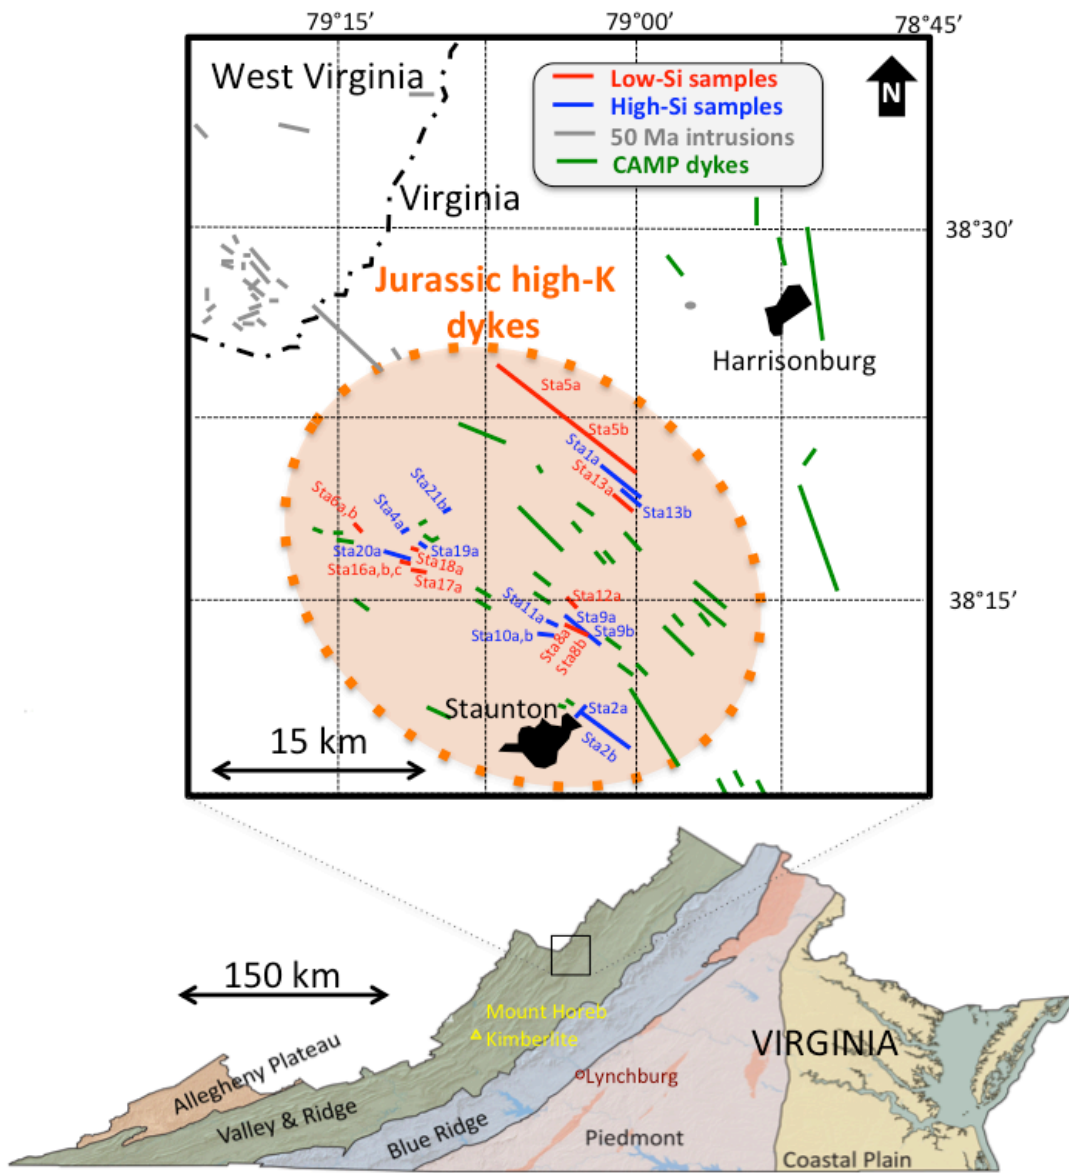 79°15’
79°00’
78°45’
West Virginia
Low-Si samples
High-Si samples
50 Ma intrusions
CAMP dykes
N
Virginia
38°30’
Jurassic high-K
dykes
Harrisonburg
Sta5a
Sta5b
Sta1a
Sta13a
Sta13b
Sta21b
Sta6a,b
Sta4a
Sta20a
Sta19a
Sta18a
Sta16a,b,c
Sta17a
38°15’
Sta12a
Sta11a
Sta9a
Sta9b
Sta10a,b
Sta8a
Sta8b
Staunton
Sta2a
Sta2b
15 km
150 km
Mount Horeb
Kimberlite
VIRGINIA
Allegheny Plateau
Lynchburg
Valley & Ridge
Blue Ridge
Piedmont
Coastal Plain